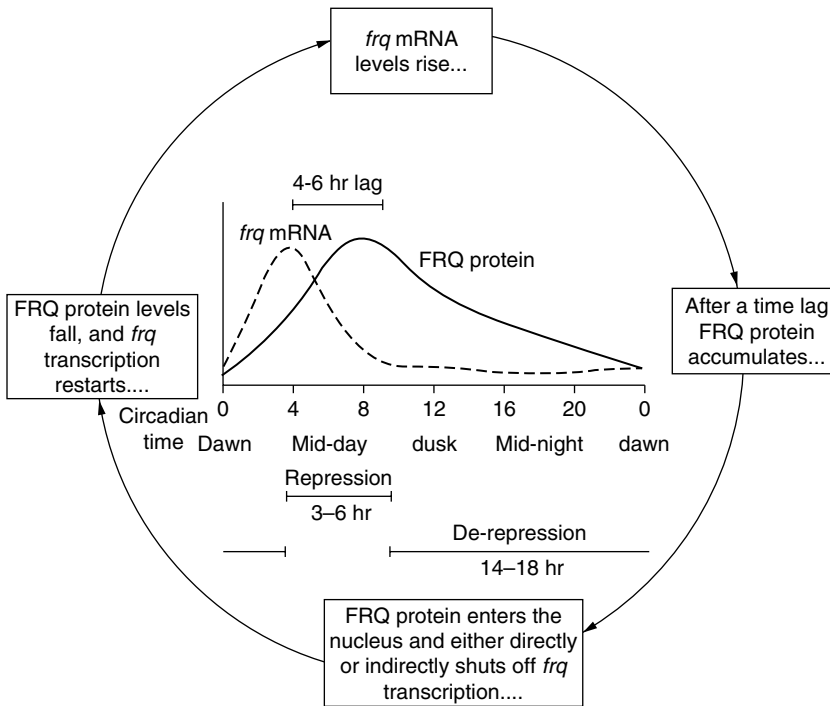 frq mRNA
levels rise...
4-6 hr lag
frq mRNA
FRQ protein
FRQ protein levels
fall, and frq
transcription
restarts....
After a time lag
FRQ protein
accumulates...
Circadian
time
0 4 8 12 16 20 0
Dawn Mid-day dusk Mid-night dawn
Repression
3–6 hr
De-repression
14–18 hr
FRQ protein enters the
nucleus and either directly
or indirectly shuts off frq
transcription....